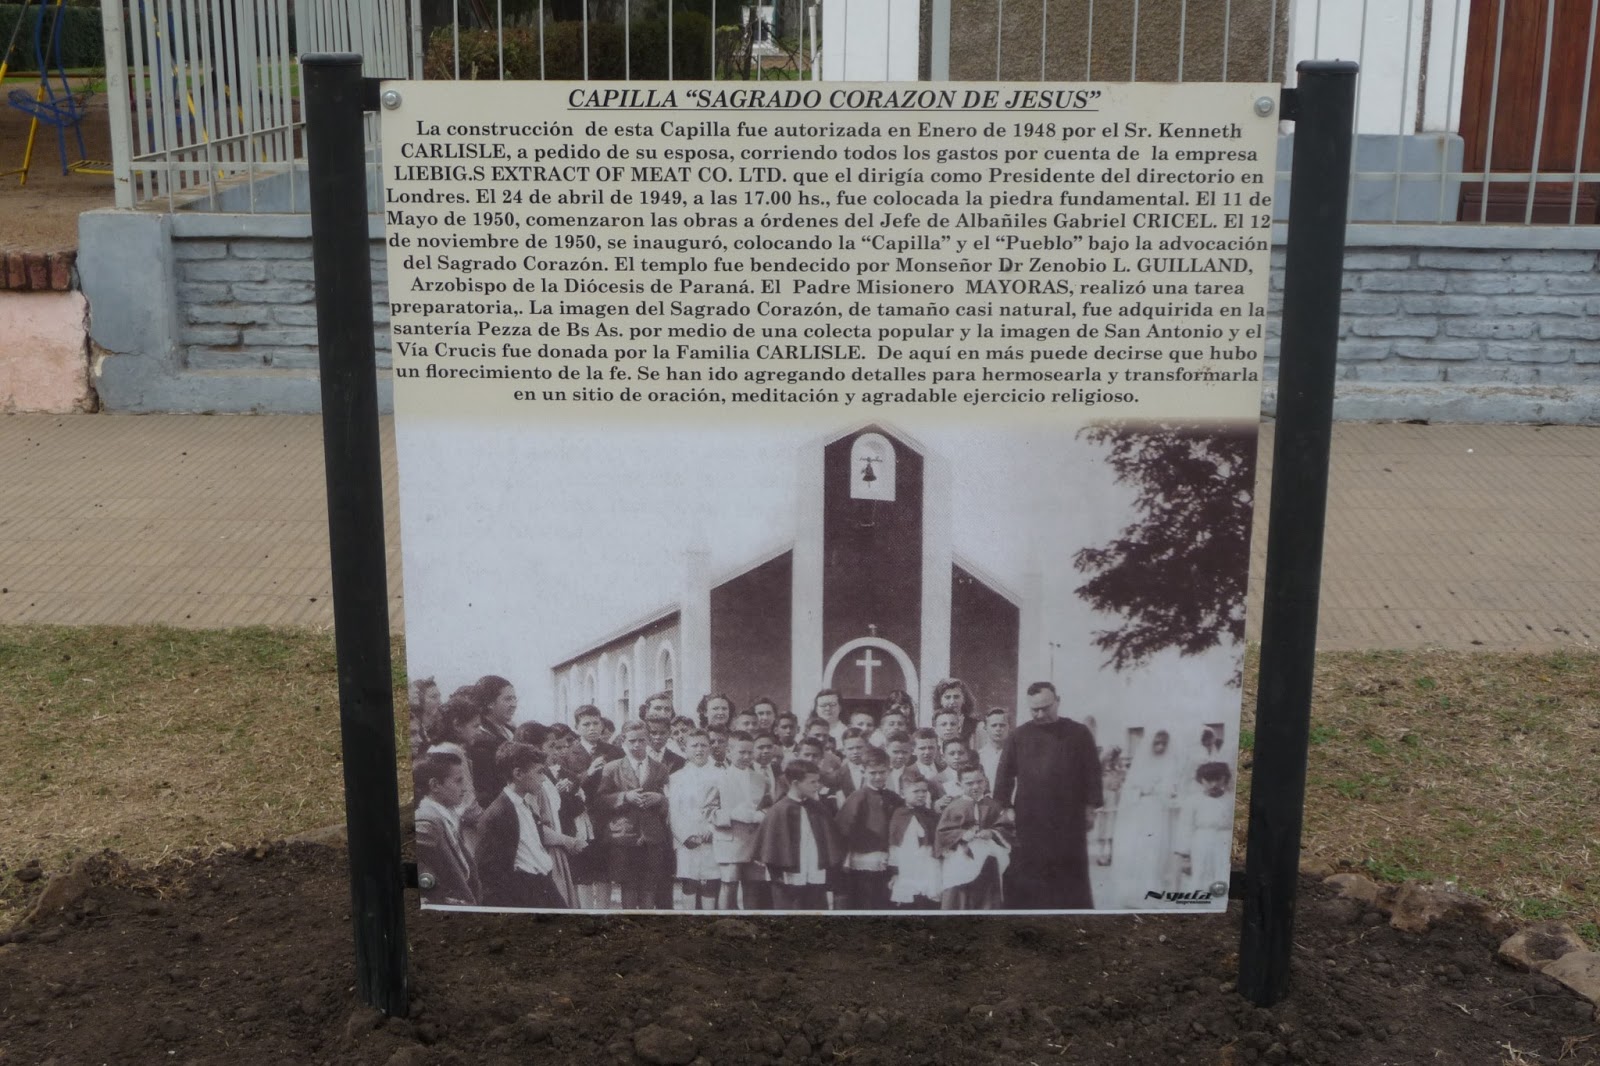 CAPILLA “SAGRADO CORAZON DE JESUS”
La construcción de esta Capilla fue autorizada en Enero de 1948 por el Sr. Kenneth
CARLISLE, a pedido de su esposa, corriendo todos los gastos por cuenta de la empresa
LIEBIG.S EXTRACT OF MEAT CO. LTD. que el dirigía como Presidente del directorio en
Londres. El 24 de abril de 1949, a las 17.00 hs., fue colocada la piedra fundamental. El 11 de
Mayo de 1950, comenzaron las obras a órdenes del Jefe de Albañiles Gabriel CRICEL. El 12
de noviembre de 1950, se inauguró, colocando la “Capilla” y el “Pueblo” bajo la advocación
del Sagrado Corazón. El templo fue bendecido por Monseñor Dr Zenobio L. GUILLAND,
Arzobispo de la Diócesis de Paraná. El Padre Misionero MAYORAS, realizó una tarea
preparatoria,. La imagen del Sagrado Corazón, de tamaño casi natural, fue adquirida en la
santería Pezza de Bs As. por medio de una colecta popular y la imagen de San Antonio y el
Vía Crucis fue donada por la Familia CARLISLE. De aquí en más puede decirse que hubo
un florecimiento de la fe. Se han ido agregando detalles para hermosearla y transformarla
en un sitio de oración, meditación y agradable ejercicio religioso.